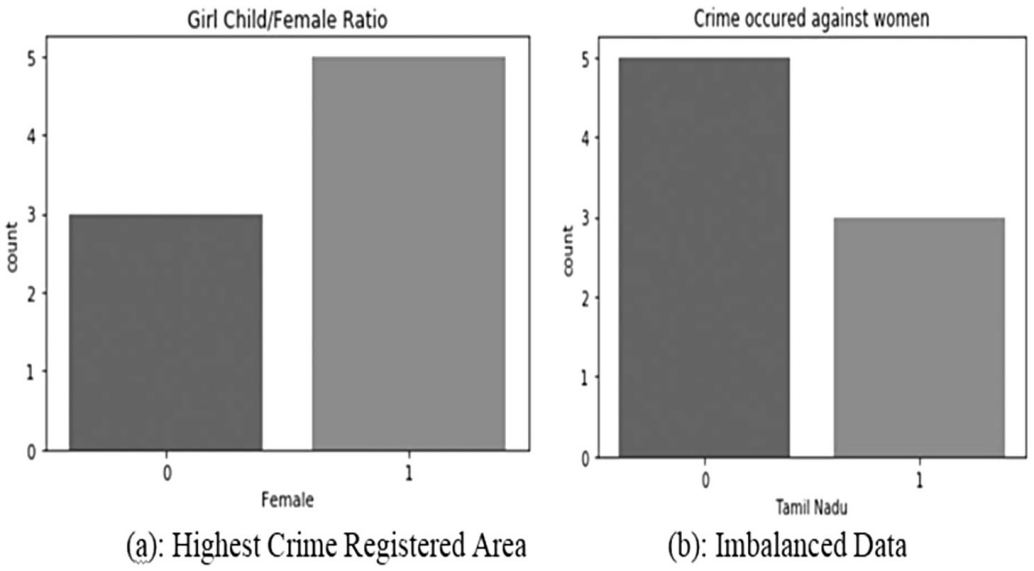 Girl Child/Female Ratio
5
4
3
2
1
0
count
0 1
Female
(a): Highest Crime Registered Area
Crime occured against women
5
4
3
2
1
0
count
0 1
Tamil Nadu
(b): Imbalanced Data